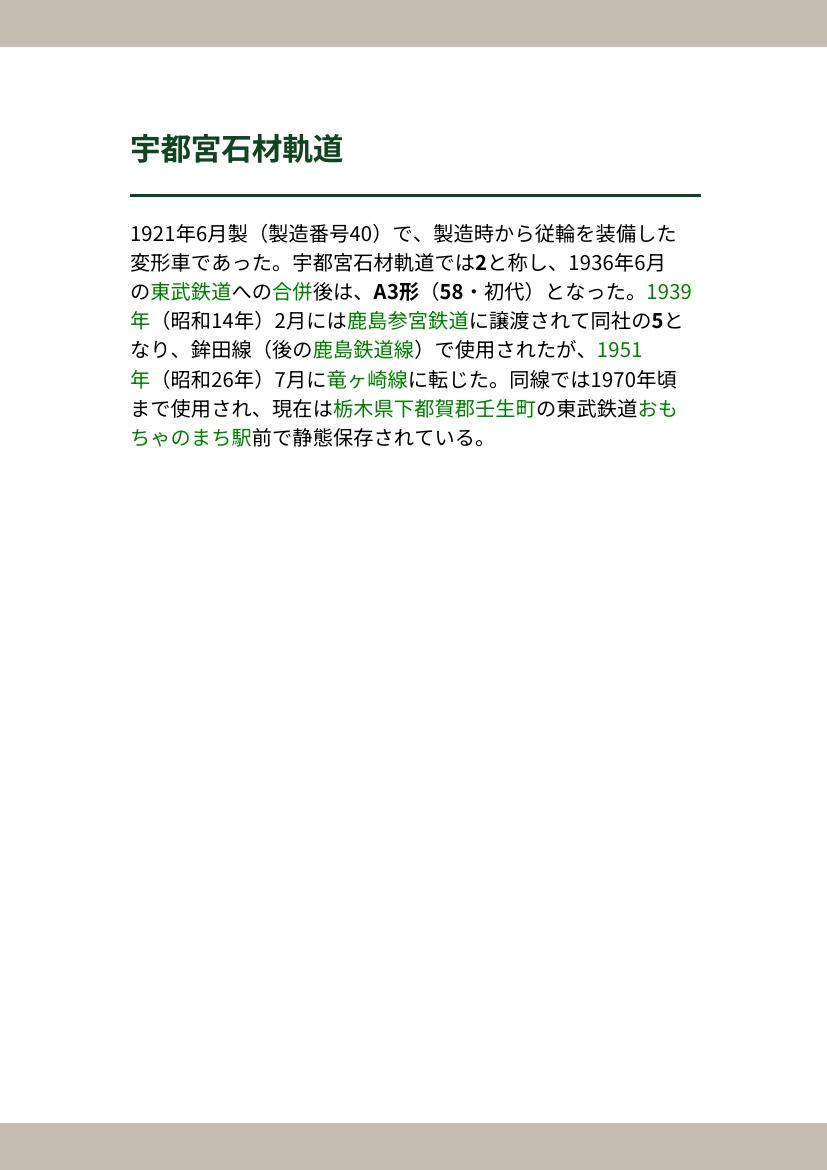 宇都宮石材軌道
1921年6月製（製造番号40）で、製造時から従輪を装備した
変形車であった。宇都宮石材軌道では2と称し、1936年6月
の東武鉄道への合併後は、A3形（58・初代）となった。1939
年（昭和14年）2月には鹿島参宮鉄道に譲渡されて同社の5と
なり、鉾田線（後の鹿島鉄道線）で使用されたが、1951
年（昭和26年）7月に竜ヶ崎線に転じた。同線では1970年頃
まで使用され、現在は栃木県下都賀郡壬生町の東武鉄道おも
ちゃのまち駅前で静態保存されている。